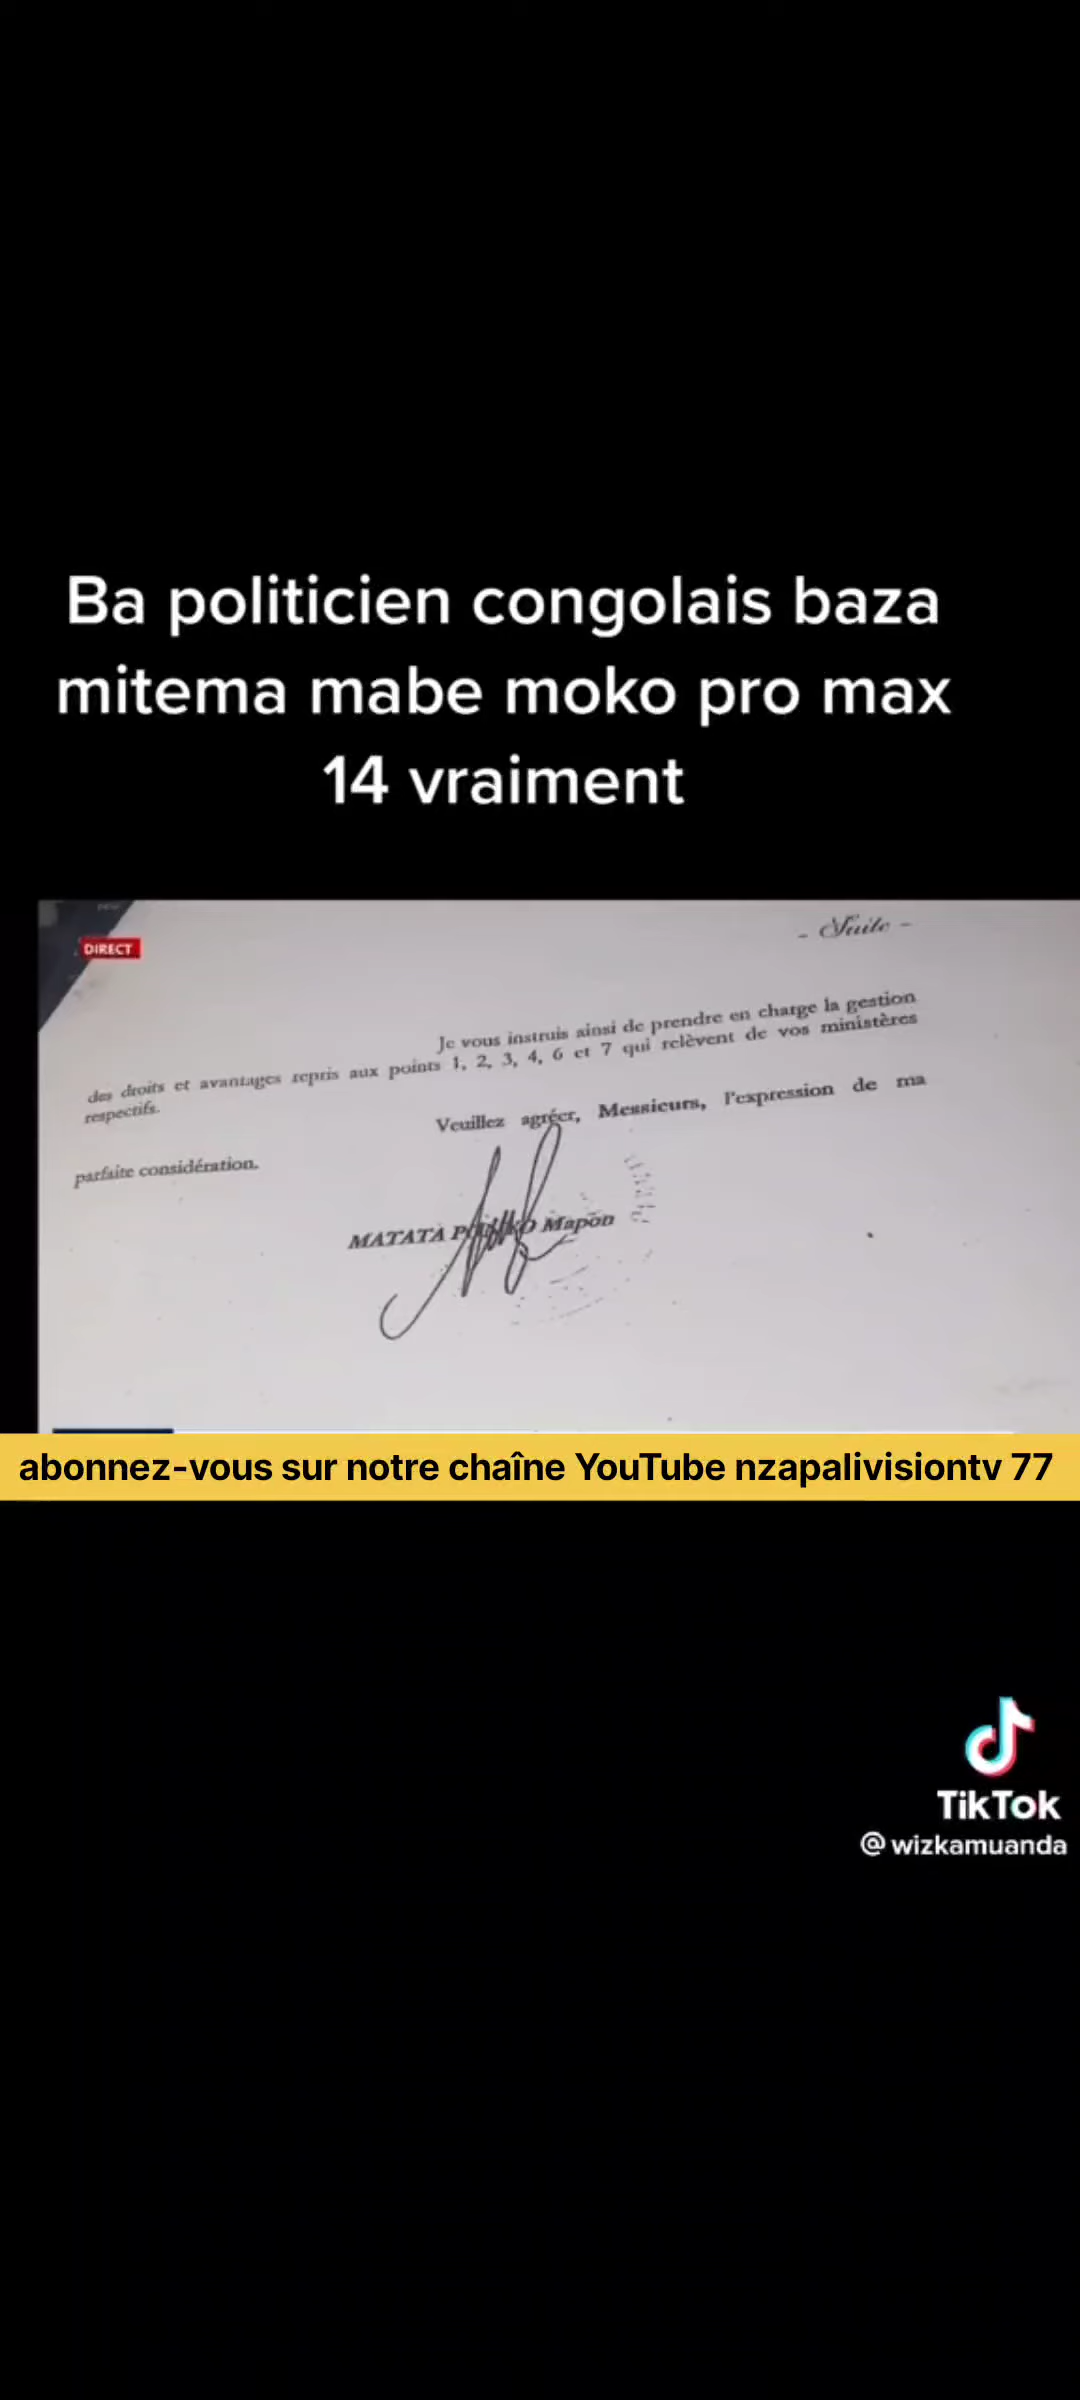 Ba politicien congolais baza
mitema mabe moko pro max
14 vraiment
- Suite -
DIRECT
Je vous instruis ainsi de prendre en charge la gestion
des droits et avantages repris aux points 1, 2, 3, 4, 6 et 7 qui relèvent de vos ministères
respectifs.
Veuillez agréer, Messieurs, l'expression de ma
parfaite considération.
MATATA PONYO Mapon
abonnez-vous sur notre chaîne YouTube nzapalivisiontv 77
TikTok
@wizkamuanda